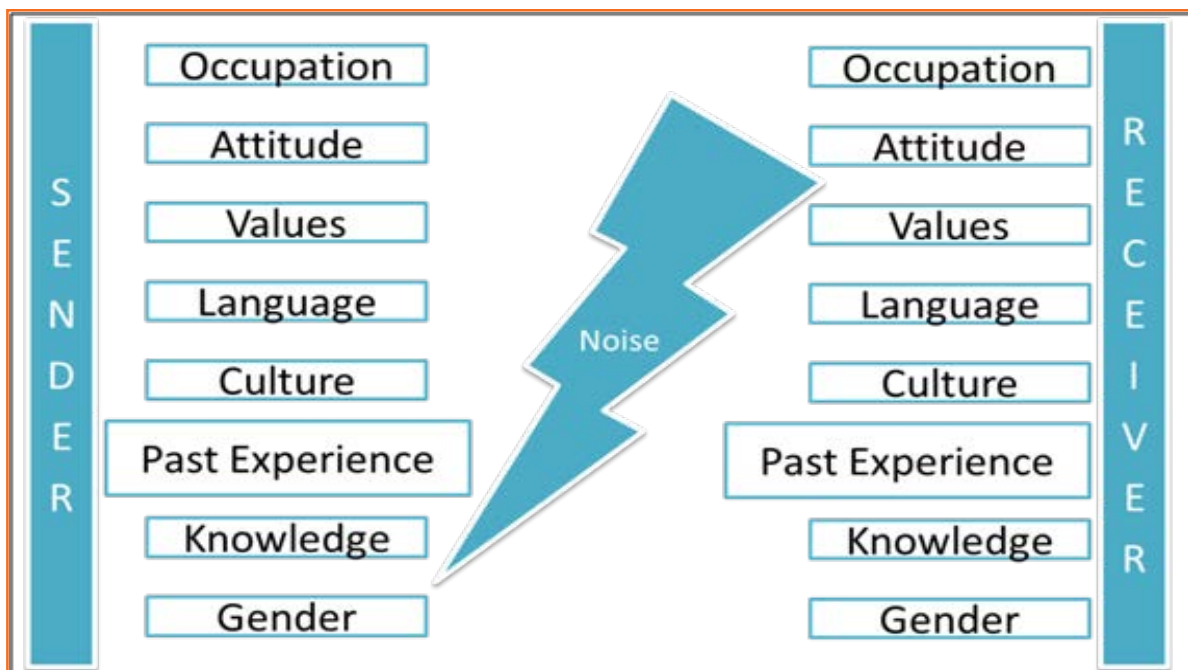 SENDER
Occupation
Attitude
Values
Language
Culture
Past Experience
Knowledge
Gender
Noise
Occupation
Attitude
Values
Language
Culture
Past Experience
Knowledge
Gender
RECEIVER